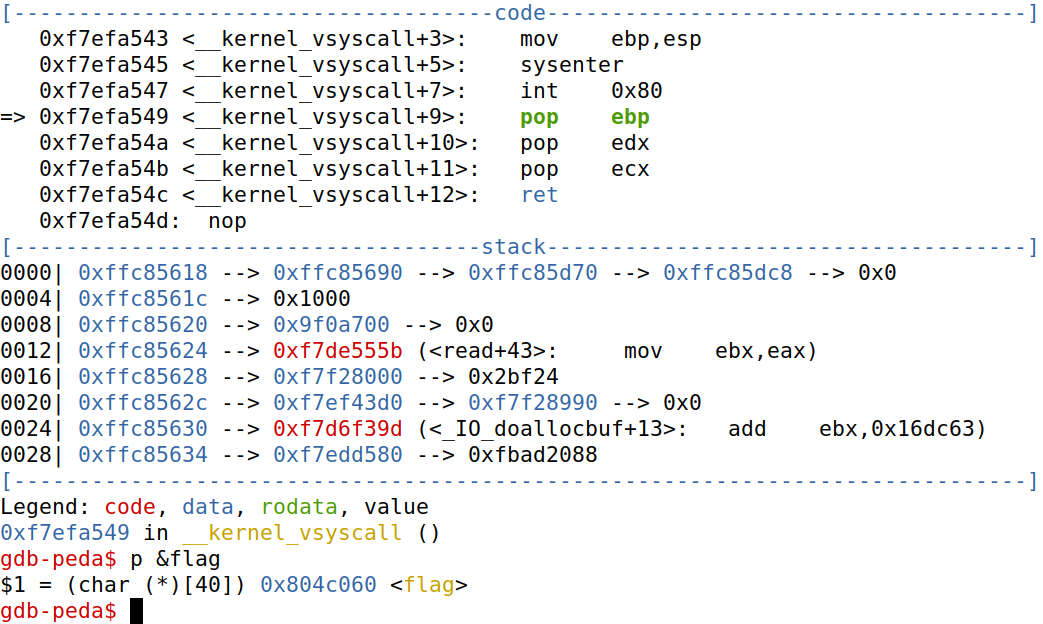 [-------------------------------------code-------------------------------------]
   0xf7efa543 <__kernel_vsyscall+3>:	mov    ebp,esp
   0xf7efa545 <__kernel_vsyscall+5>:	sysenter
   0xf7efa547 <__kernel_vsyscall+7>:	int    0x80
=> 0xf7efa549 <__kernel_vsyscall+9>:	pop    ebp
   0xf7efa54a <__kernel_vsyscall+10>:	pop    edx
   0xf7efa54b <__kernel_vsyscall+11>:	pop    ecx
   0xf7efa54c <__kernel_vsyscall+12>:	ret
   0xf7efa54d:	nop
[------------------------------------stack-------------------------------------]
0000| 0xffc85618 --> 0xffc85690 --> 0xffc85d70 --> 0xffc85dc8 --> 0x0
0004| 0xffc8561c --> 0x1000
0008| 0xffc85620 --> 0x9f0a700 --> 0x0
0012| 0xffc85624 --> 0xf7de555b (<read+43>:	mov    ebx,eax)
0016| 0xffc85628 --> 0xf7f28000 --> 0x2bf24
0020| 0xffc8562c --> 0xf7ef43d0 --> 0xf7f28990 --> 0x0
0024| 0xffc85630 --> 0xf7d6f39d (<_IO_doallocbuf+13>:	add    ebx,0x16dc63)
0028| 0xffc85634 --> 0xf7edd580 --> 0xfbad2088
[------------------------------------------------------------------------------]
Legend: code, data, rodata, value
0xf7efa549 in __kernel_vsyscall ()
gdb-peda$ p &flag
$1 = (char (*)[40]) 0x804c060 <flag>
gdb-peda$